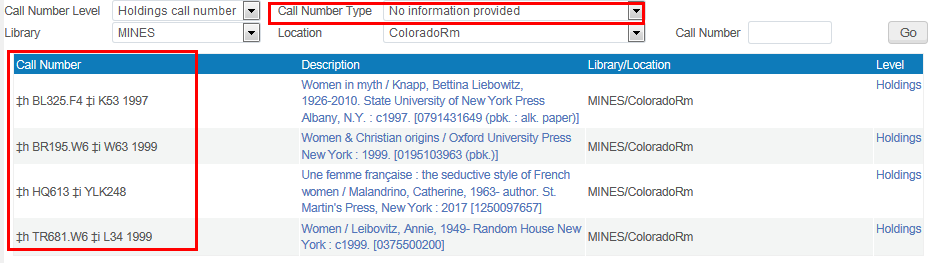 Call Number Level Holdings call number Call Number Type No information provided
Library MINES Location ColoradoRm Call Number Go
Call Number Description Library/Location Level
‡h BL325.F4 ‡i K53 1997 Women in myth / Knapp, Bettina Liebowitz, MINES/ColoradoRm Holdings
1926-2010. State University of New York Press
Albany, N.Y. : c1997. [0791431649 (pbk. : alk. paper)]
‡h BR195.W6 ‡i W63 1999 Women & Christian origins / Oxford University Press MINES/ColoradoRm Holdings
New York : 1999. [0195103963 (pbk.)]
‡h HQ613 ‡i YLK248 Une femme française : the seductive style of French MINES/ColoradoRm Holdings
women / Malandrino, Catherine, 1963- author. St.
Martin's Press, New York : 2017 [1250097657]
‡h TR681.W6 ‡i L34 1999 Women / Leibovitz, Annie, 1949- Random House New MINES/ColoradoRm Holdings
York : c1999. [0375500200]